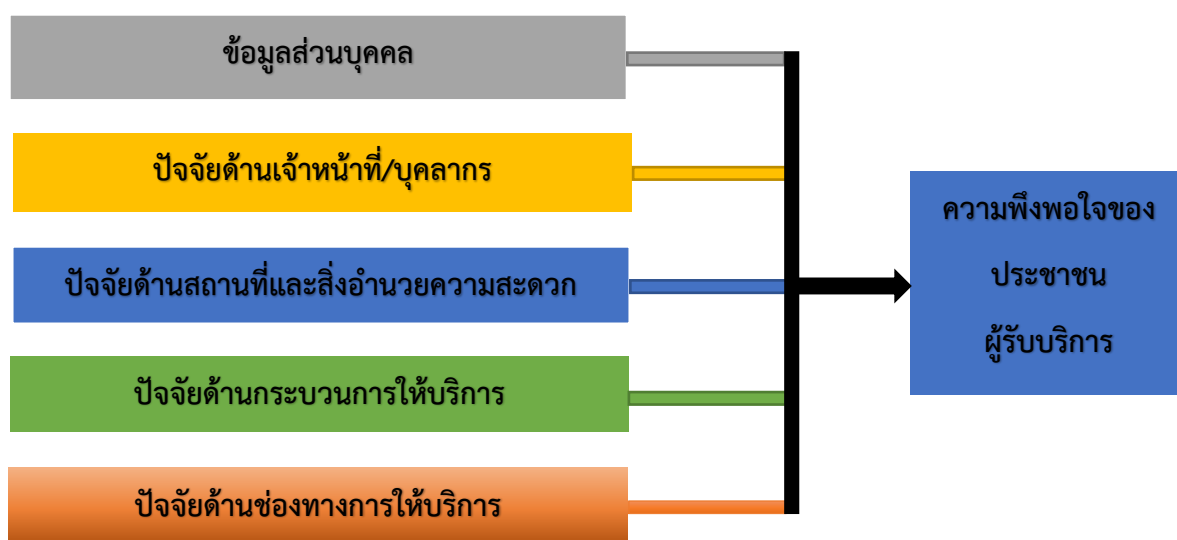 ข้อมูลส่วนบุคคล
ปัจจัยด้านเจ้าหน้าที่/บุคลากร
ปัจจัยด้านสถานที่และสิ่งอำนวยความสะดวก
ปัจจัยด้านกระบวนการให้บริการ
ปัจจัยด้านช่องทางการให้บริการ
ความพึงพอใจของ
ประชาชน
ผู้รับบริการ